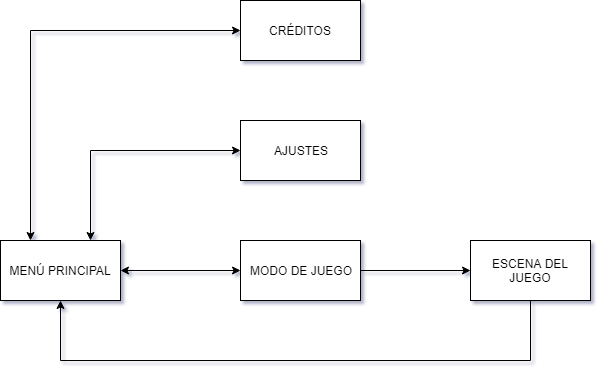 CRÉDITOS
AJUSTES
MENÚ PRINCIPAL
MODO DE JUEGO
ESCENA DEL
JUEGO